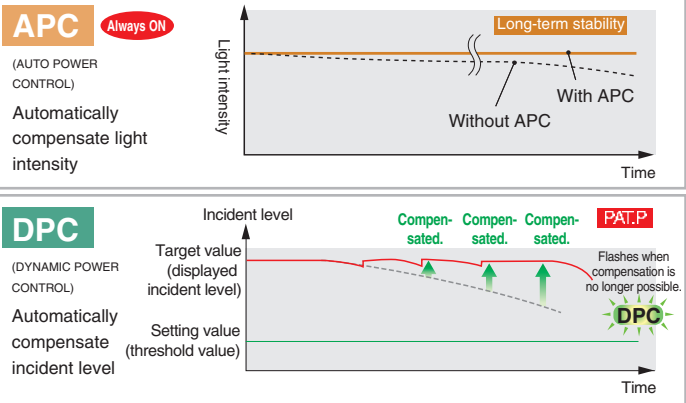 APC
Always ON
(AUTO POWER
CONTROL)
Automatically
compensate light
intensity
Light intensity
Long-term stability
With APC
Without APC
Time
DPC
(DYNAMIC POWER
CONTROL)
Automatically
compensate
incident level
Incident level
Target value
(displayed
incident level)
Setting value
(threshold value)
Compen-
sated.
Compen-
sated.
Compen-
sated.
PAT.P
Flashes when
compensation is
no longer possible.
DPC
Time